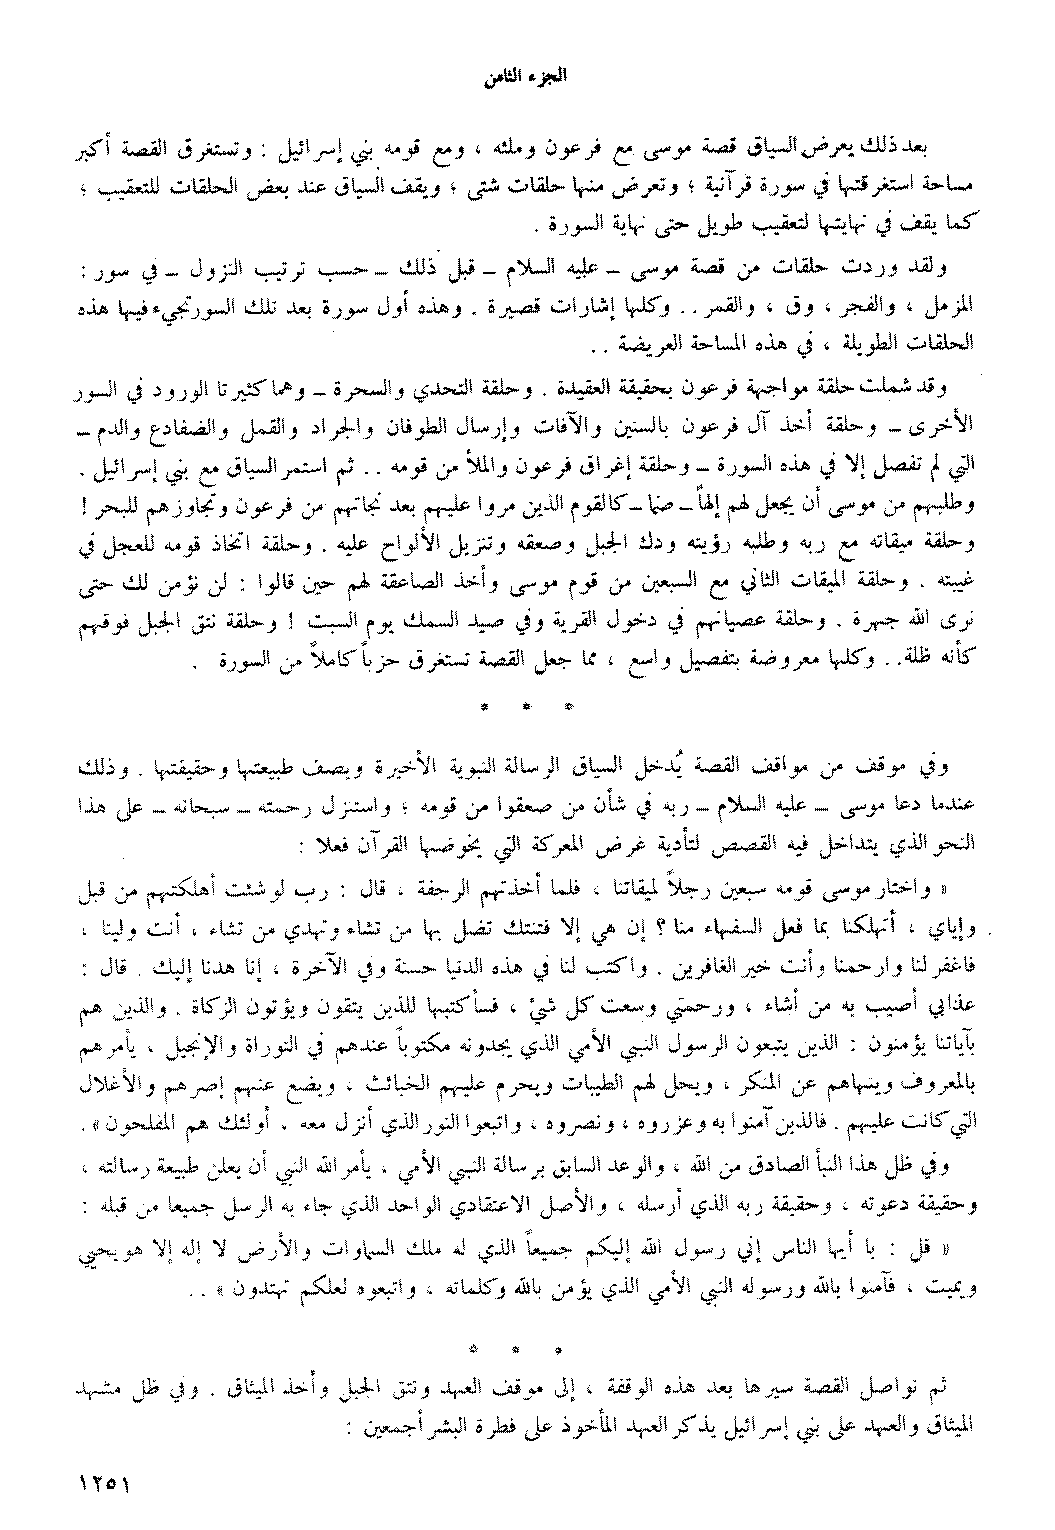 الجزء الثامن
بعد ذلك يعرض السياق قصة موسى مع فرعون وملئه ، ومع قومه بني إسرائيل : وتستغرق القصة أكبر
مساحة استغرقتها في سورة قرآنية ؛ وتعرض منها حلقات شتى ؛ ويقف السياق عند بعض الحلقات للتعقيب ؛
كما يقف في نهايتها لتعقيب طويل حتى نهاية السورة .
ولقد وردت حلقات من قصة موسى – عليه السلام – قبل ذلك – حسب ترتيب النزول – في سور :
المزمل ، والفجر ، وق ، والقمر .. وكلها إشارات قصيرة . وهذه أول سورة بعد تلك السور تجيء فيها هذه
الحلقات الطويلة ، في هذه المساحة العريضة ..
وقد شملت حلقة مواجهة فرعون بحقيقة العقيدة . وحلقة التحدي والسحرة – وهما كثيرتا الورود في السور
الأخرى – وحلقة أخذ آل فرعون بالسنين والآفات وإرسال الطوفان والجراد والقمل والضفادع والدم –
التي لم تفصل إلا في هذه السورة – وحلقة إغراق فرعون والملأ من قومه .. ثم استمر السياق مع بني إسرائيل .
وطلبهم من موسى أن يجعل لهم إلهاً – صنما – كالقوم الذين مروا عليهم بعد نجاتهم من فرعون وتجاوزهم للبحر !
وحلقة ميقاته مع ربه وطلبه رؤيته ودك الجبل وصعقه وتنزيل الألواح عليه . وحلقة اتخاذ قومه للعجل في
غيبته . وحلقة الميقات الثاني مع السبعين من قوم موسى وأخذ الصاعقة لهم حين قالوا : لن نؤمن لك حتى
نرى الله جهرة . وحلقة عصيانهم في دخول القرية وفي صيد السمك يوم السبت ! وحلقة نتق الجبل فوقهم
كأنه ظلة .. وكلها معروضة بتفصيل واسع ، مما جعل القصة تستغرق حزباً كاملاً من السورة .
* * *
وفي موقف من مواقف القصة يُدخل السياق الرسالة النبوية الأخيرة ويصف طبيعتها وحقيقتها . وذلك
عندما دعا موسى – عليه السلام – ربه في شأن من صعقوا من قومه ؛ واستنزل رحمته – سبحانه – على هذا
النحو الذي يتداخل فيه القصص لتأدية غرض المعركة التي يخوضها القرآن فعلا :
« واختار موسى قومه سبعين رجلاً لميقاتنا ، فلما أخذتهم الرجفة ، قال : رب لو شئت أهلكتهم من قبل
وإياي ، أتهلكنا بما فعل السفهاء منا ؟ إن هي إلا فتنتك تضل بها من تشاء وتهدي من تشاء ، أنت ولينا ،
فاغفر لنا وارحمنا وأنت خير الغافرين . واكتب لنا في هذه الدنيا حسنة وفي الآخرة ، إنا هدنا إليك . قال :
عذابي أصيب به من أشاء ، ورحمتي وسعت كل شيء ، فسأكتبها للذين يتقون ويؤتون الزكاة . والذين هم
بآياتنا يؤمنون : الذين يتبعون الرسول النبي الأمي الذي يجدونه مكتوباً عندهم في التوراة والإنجيل ، يأمرهم
بالمعروف وينهاهم عن المنكر ، ويحل لهم الطيبات ويحرم عليهم الخبائث ، ويضع عنهم إصرهم والأغلال
التي كانت عليهم . فالذين آمنوا به وعزروه ، ونصروه ، واتبعوا النور الذي أنزل معه ، أولئك هم المفلحون » .
وفي ظل هذا النبأ الصادق من الله ، والوعد السابق برسالة النبي الأمي ، يأمر الله النبي أن يعلن طبيعة رسالته ،
وحقيقة دعوته ، وحقيقة ربه الذي أرسله ، والأصل الاعتقادي الواحد الذي جاء به الرسل جميعا من قبله :
« قل : يا أيها الناس إني رسول الله إليكم جميعاً الذي له ملك السماوات والأرض لا إله إلا هو يحيي
ويميت ، فآمنوا بالله ورسوله النبي الأمي الذي يؤمن بالله وكلماته ، واتبعوه لعلكم تهتدون » ..
* * *
ثم تواصل القصة سيرها بعد هذه الوقفة ، إلى موقف العهد ونتق الجبل وأخذ الميثاق . وفي ظل مشهد
الميثاق والعهد على بني إسرائيل يذكر العهد المأخوذ على فطرة البشر أجمعين :
١٢٥١